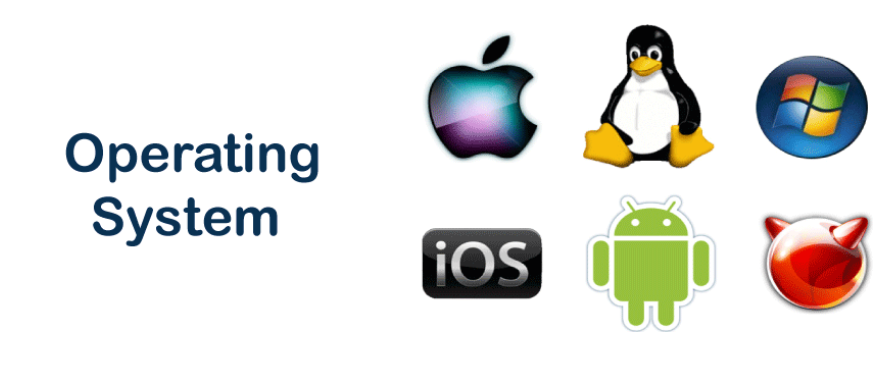 Operating
System
iOS